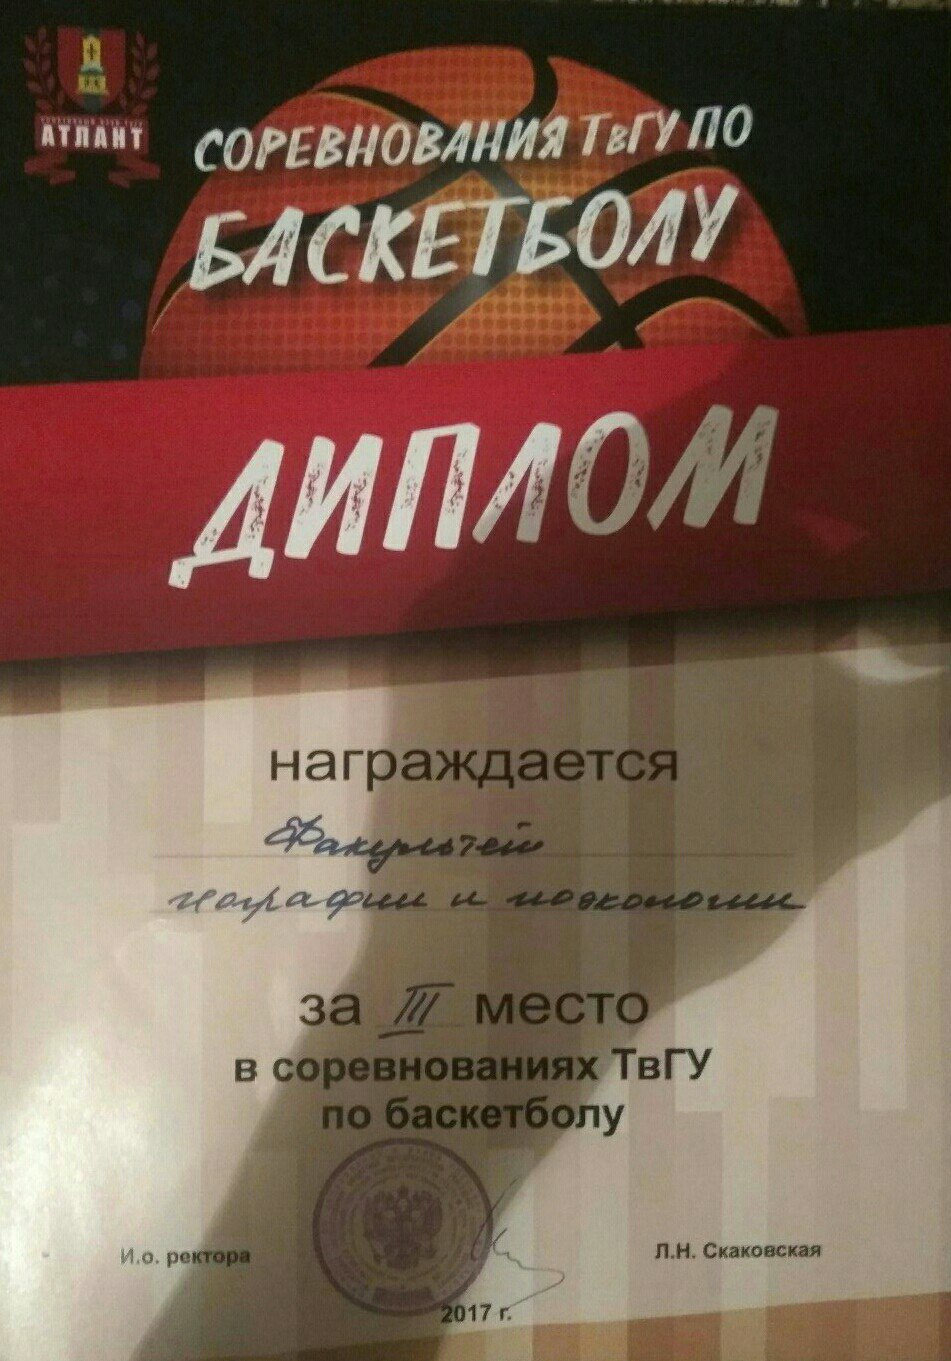 АТЛАНТ
СОРЕВНОВАНИЯ ТвГУ ПО
БАСКЕТБОЛУ
ДИПЛОМ
награждается
Факультет
географии и геоэкологии
за III место
в соревнованиях ТвГУ
по баскетболу
И.о. ректора
Л.Н. Скаковская
2017 г.